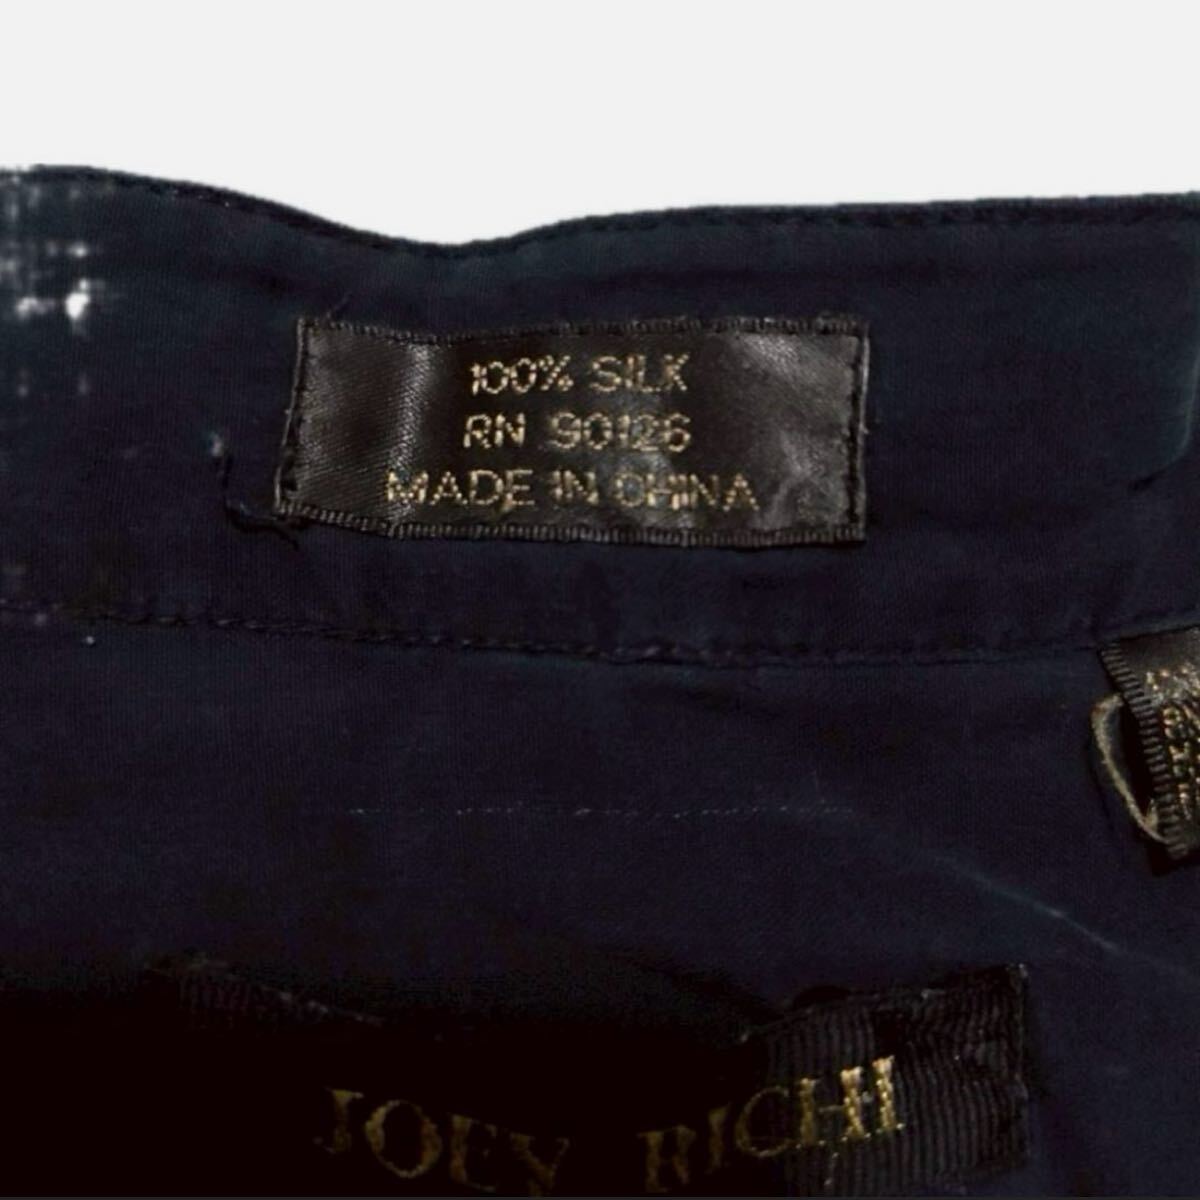 100% SILK
RN 90126
MADE IN CHINA
JOEY RICHI